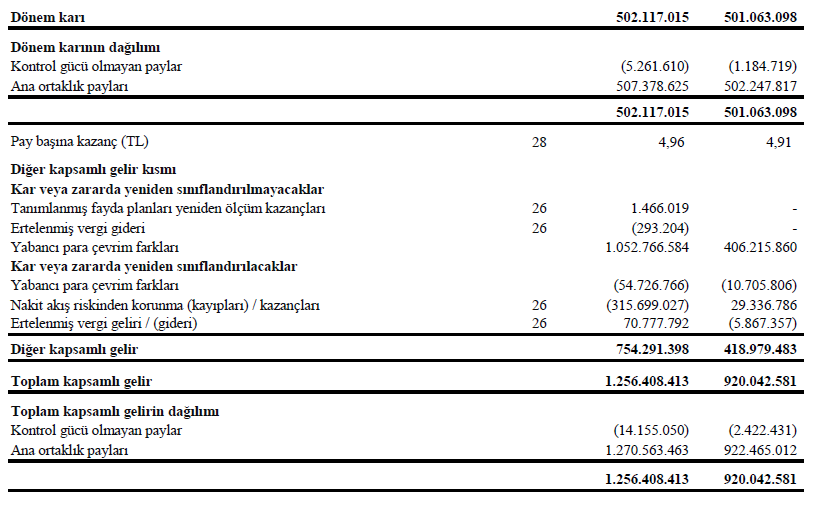 Dönem karı 502.117.015 501.063.098
Dönem karının dağılımı
Kontrol gücü olmayan paylar (5.261.610) (1.184.719)
Ana ortaklık payları 507.378.625 502.247.817
502.117.015 501.063.098
Pay başına kazanç (TL) 28 4,96 4,91
Diğer kapsamlı gelir kısmı
Kar veya zararda yeniden sınıflandırılmayacaklar
Tanımlanmış fayda planları yeniden ölçüm kazançları 26 1.466.019 -
Ertelenmiş vergi gideri 26 (293.204) -
Yabancı para çevrim farkları 1.052.766.584 406.215.860
Kar veya zararda yeniden sınıflandırılacaklar
Yabancı para çevrim farkları (54.726.766) (10.705.806)
Nakit akış riskinden korunma (kayıpları) / kazançları 26 (315.699.027) 29.336.786
Ertelenmiş vergi geliri / (gideri) 26 70.777.792 (5.867.357)
Diğer kapsamlı gelir 754.291.398 418.979.483
Toplam kapsamlı gelir 1.256.408.413 920.042.581
Toplam kapsamlı gelirin dağılımı
Kontrol gücü olmayan paylar (14.155.050) (2.422.431)
Ana ortaklık payları 1.270.563.463 922.465.012
1.256.408.413 920.042.581